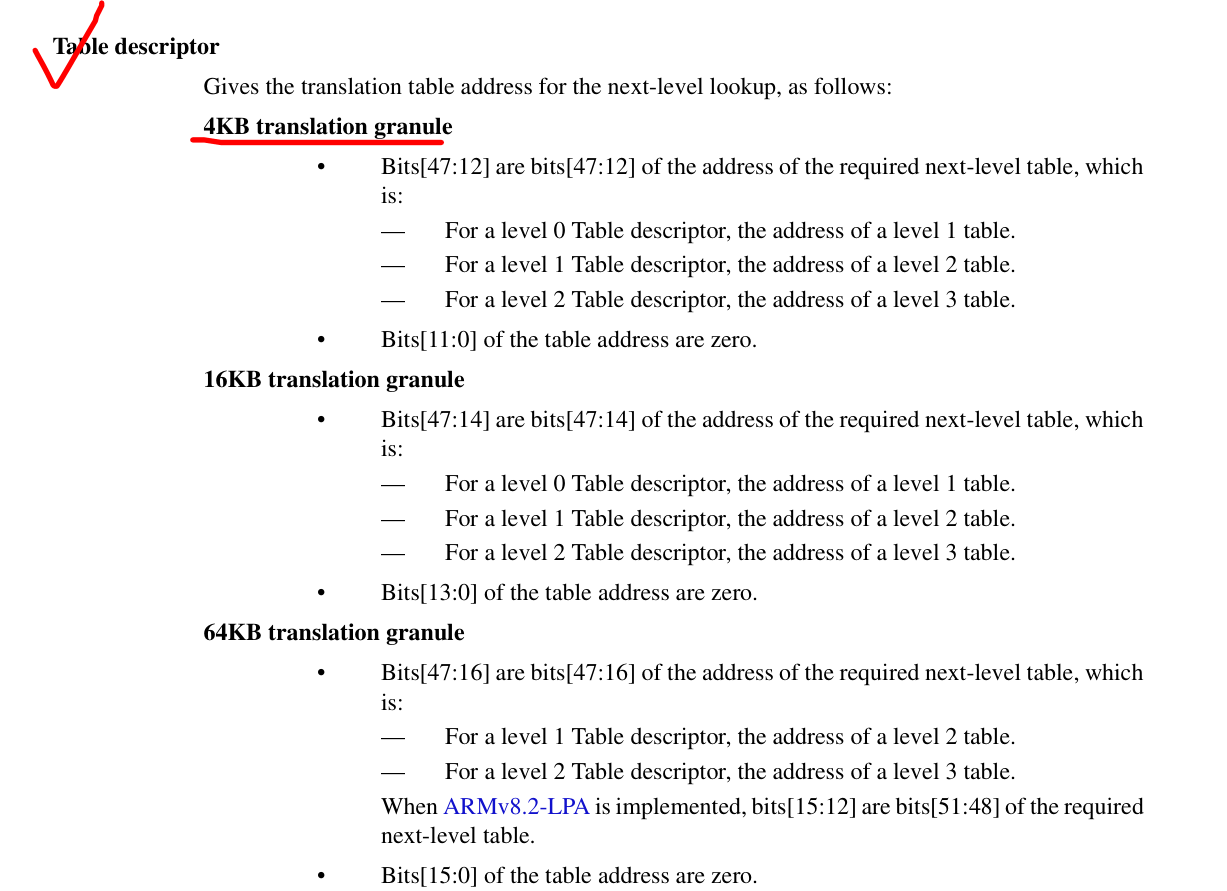 Table descriptor
Gives the translation table address for the next-level lookup, as follows:
4KB translation granule
• Bits[47:12] are bits[47:12] of the address of the required next-level table, which
is:
— For a level 0 Table descriptor, the address of a level 1 table.
— For a level 1 Table descriptor, the address of a level 2 table.
— For a level 2 Table descriptor, the address of a level 3 table.
• Bits[11:0] of the table address are zero.
16KB translation granule
• Bits[47:14] are bits[47:14] of the address of the required next-level table, which
is:
— For a level 0 Table descriptor, the address of a level 1 table.
— For a level 1 Table descriptor, the address of a level 2 table.
— For a level 2 Table descriptor, the address of a level 3 table.
• Bits[13:0] of the table address are zero.
64KB translation granule
• Bits[47:16] are bits[47:16] of the address of the required next-level table, which
is:
— For a level 1 Table descriptor, the address of a level 2 table.
— For a level 2 Table descriptor, the address of a level 3 table.
When ARMv8.2-LPA is implemented, bits[15:12] are bits[51:48] of the required
next-level table.
• Bits[15:0] of the table address are zero.